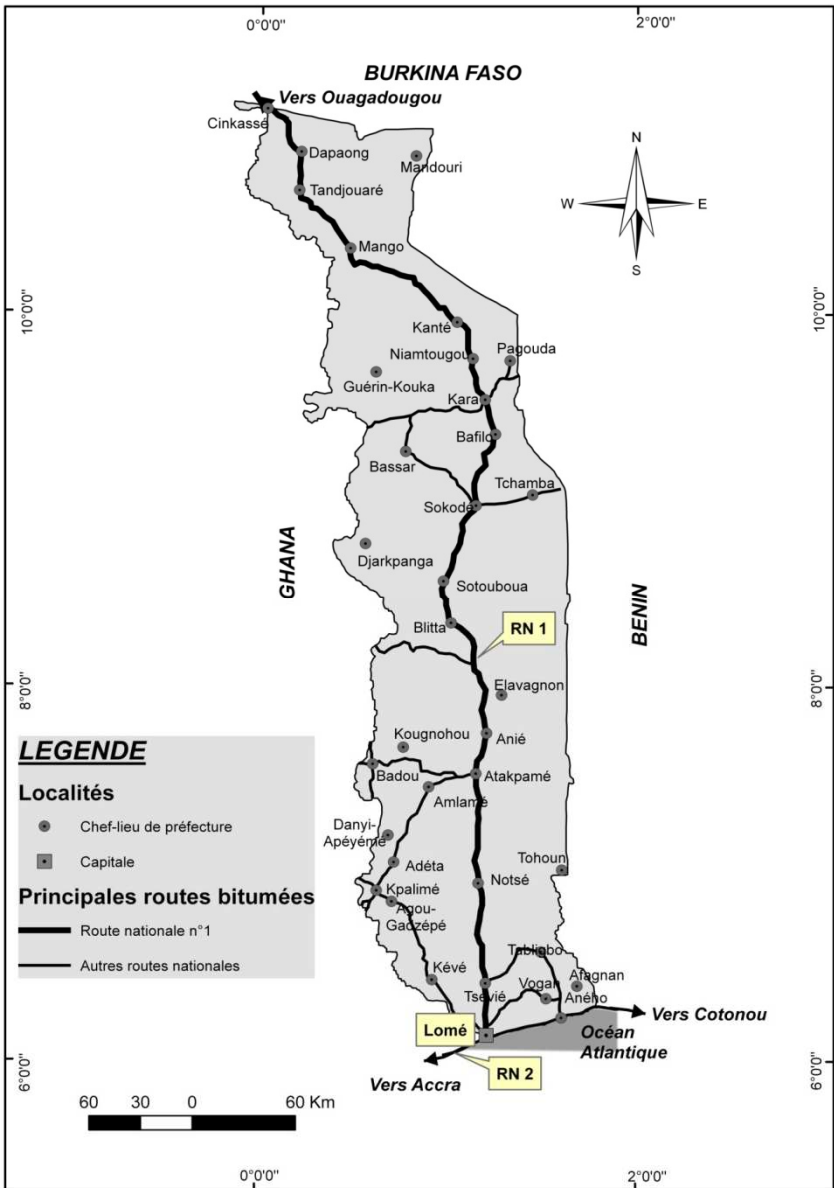 0°0'0"
2°0'0"
BURKINA FASO
Vers Ouagadougou
Cinkassé
Dapaong
Mandouri
Tandjouaré
N
W
E
S
Mango
10°0'0"
10°0'0"
Kanté
Niamtougou
Pagouda
Guérin-Kouka
Kara
Bafilo
Bassar
Tchamba
Sokodé
GHANA
Djarkpanga
Sotouboua
BENIN
Blitta
RN 1
8°0'0"
8°0'0"
Elavagnon
Kougnohou
Anié
LEGENDE
Badou
Atakpamé
Localités
Amlamé
Chef-lieu de préfecture
Danyi-
Apéyémé
Capitale
Adéta
Tohoun
Principales routes bitumées
Kpalimé
Notsé
Agou-
Gadzépé
Route nationale n°1
Autres routes nationales
Tabligbo
Kévé
Tsévié
Vogan
Afagnan
Aného
Lomé
Océan
Atlantique
Vers Cotonou
RN 2
Vers Accra
6°0'0"
6°0'0"
60 30 0 60 Km
0°0'0"
2°0'0"